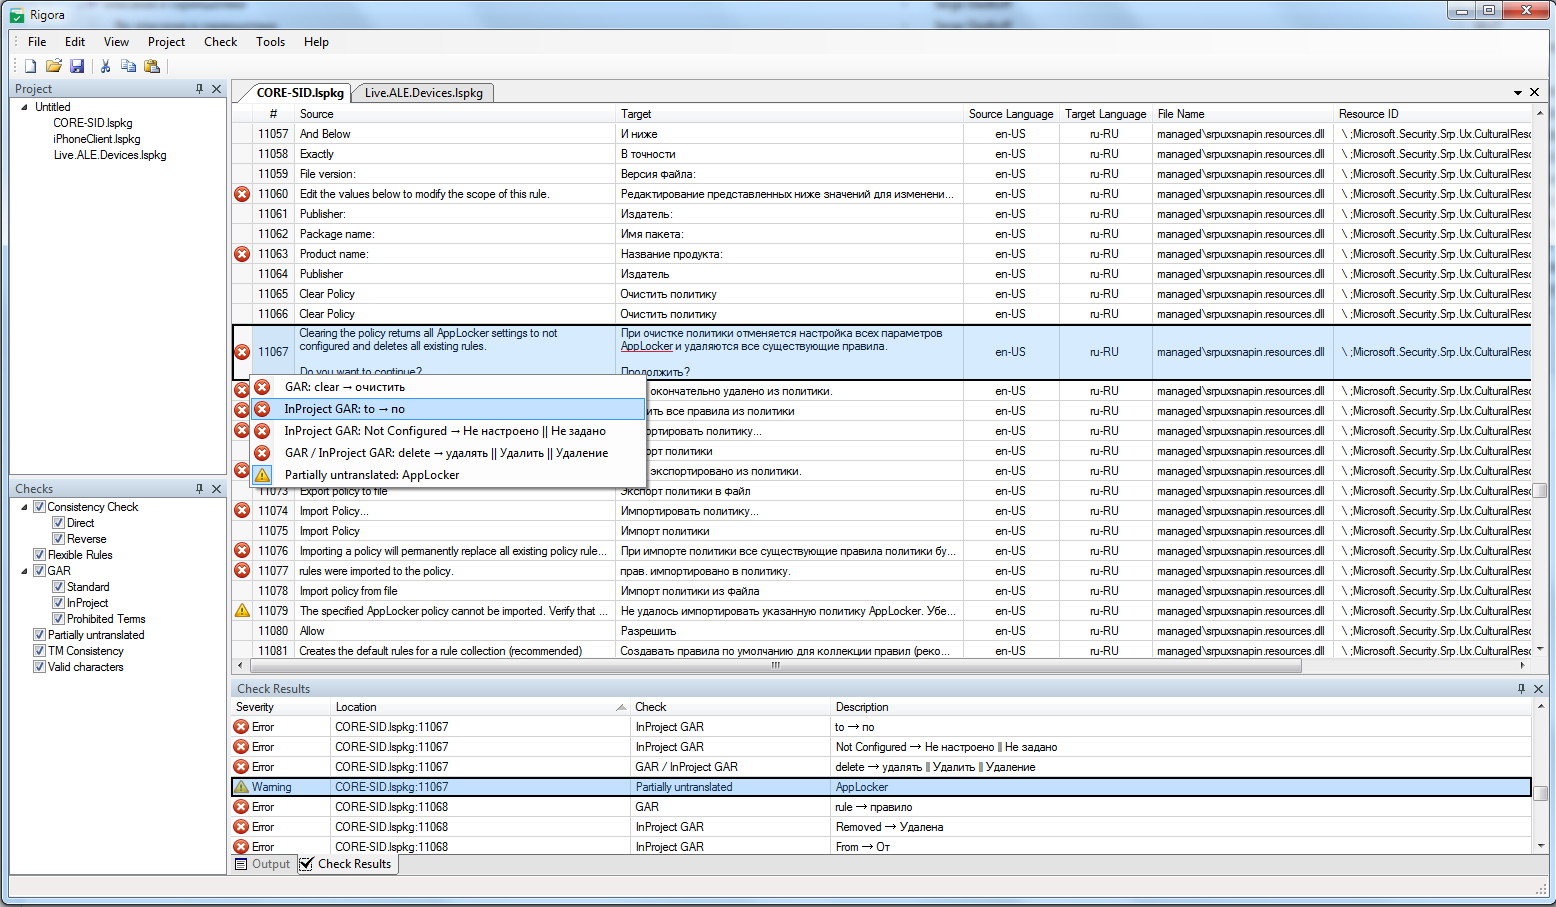 Rigora
File Edit View Project Check Tools Help
Project
Untitled
CORE-SID.lspkg
iPhoneClient.lspkg
Live.ALE.Devices.lspkg
Checks
Consistency Check
Direct
Reverse
Flexible Rules
GAR
Standard
InProject
Prohibited Terms
Partially untranslated
TM Consistency
Valid characters
CORE-SID.lspkg Live.ALE.Devices.lspkg
# Source Target Source Language Target Language File Name Resource ID
11057 And Below И ниже en-US ru-RU managed\srpuxsnapin.resources.dll \ ;Microsoft.Security.Srp.Ux.CulturalReso
11058 Exactly В точности en-US ru-RU managed\srpuxsnapin.resources.dll \ ;Microsoft.Security.Srp.Ux.CulturalReso
11059 File version: Версия файла: en-US ru-RU managed\srpuxsnapin.resources.dll \ ;Microsoft.Security.Srp.Ux.CulturalReso
11060 Edit the values below to modify the scope of this rule. Редактирование представленных ниже значений для изменени... en-US ru-RU managed\srpuxsnapin.resources.dll \ ;Microsoft.Security.Srp.Ux.CulturalReso
11061 Publisher: Издатель: en-US ru-RU managed\srpuxsnapin.resources.dll \ ;Microsoft.Security.Srp.Ux.CulturalReso
11062 Package name: Имя пакета: en-US ru-RU managed\srpuxsnapin.resources.dll \ ;Microsoft.Security.Srp.Ux.CulturalReso
11063 Product name: Название продукта: en-US ru-RU managed\srpuxsnapin.resources.dll \ ;Microsoft.Security.Srp.Ux.CulturalReso
11064 Publisher Издатель en-US ru-RU managed\srpuxsnapin.resources.dll \ ;Microsoft.Security.Srp.Ux.CulturalReso
11065 Clear Policy Очистить политику en-US ru-RU managed\srpuxsnapin.resources.dll \ ;Microsoft.Security.Srp.Ux.CulturalReso
11066 Clear Policy Очистить политику en-US ru-RU managed\srpuxsnapin.resources.dll \ ;Microsoft.Security.Srp.Ux.CulturalReso
Clearing the policy returns all AppLocker settings to not При очистке политики отменяется настройка всех параметров
11067 configured and deletes all existing rules. AppLocker и удаляются все существующие правила. en-US ru-RU managed\srpuxsnapin.resources.dll \ ;Microsoft.Security.Srp.Ux.CulturalReso
Do you want to continue? Продолжить?
GAR: clear → очистить
InProject GAR: to → по
InProject GAR: Not Configured → Не настроено || Не задано
GAR / InProject GAR: delete → удалять || Удалить || Удаление
Partially untranslated: AppLocker
окончательно удалено из политики. en-US ru-RU managed\srpuxsnapin.resources.dll \ ;Microsoft.Security.Srp.Ux.CulturalReso
ить все правила из политики en-US ru-RU managed\srpuxsnapin.resources.dll \ ;Microsoft.Security.Srp.Ux.CulturalReso
ортировать политику... en-US ru-RU managed\srpuxsnapin.resources.dll \ ;Microsoft.Security.Srp.Ux.CulturalReso
орт политики en-US ru-RU managed\srpuxsnapin.resources.dll \ ;Microsoft.Security.Srp.Ux.CulturalReso
экспортировано из политики. en-US ru-RU managed\srpuxsnapin.resources.dll \ ;Microsoft.Security.Srp.Ux.CulturalReso
11073 Export policy to file Экспорт политики в Файл en-US ru-RU managed\srpuxsnapin.resources.dll \ ;Microsoft.Security.Srp.Ux.CulturalReso
11074 Import Policy... Импортировать политику... en-US ru-RU managed\srpuxsnapin.resources.dll \ ;Microsoft.Security.Srp.Ux.CulturalReso
11075 Import Policy Импорт политики en-US ru-RU managed\srpuxsnapin.resources.dll \ ;Microsoft.Security.Srp.Ux.CulturalReso
11076 Importing a policy will permanently replace all existing policy rule... При импорте политики все существующие правила политики бу... en-US ru-RU managed\srpuxsnapin.resources.dll \ ;Microsoft.Security.Srp.Ux.CulturalReso
11077 rules were imported to the policy. прав. импортировано в политику. en-US ru-RU managed\srpuxsnapin.resources.dll \ ;Microsoft.Security.Srp.Ux.CulturalReso
11078 Import policy from file Импорт политики из Файла en-US ru-RU managed\srpuxsnapin.resources.dll \ ;Microsoft.Security.Srp.Ux.CulturalReso
11079 The specified AppLocker policy cannot be imported. Verify that ... Не удалось импортировать указанную политику AppLocker. Убе... en-US ru-RU managed\srpuxsnapin.resources.dll \ ;Microsoft.Security.Srp.Ux.CulturalReso
11080 Allow Разрешить en-US ru-RU managed\srpuxsnapin.resources.dll \ ;Microsoft.Security.Srp.Ux.CulturalReso
11081 Creates the default rules for a rule collection (recommended) Создавать правила по умолчанию для коллекции правил (реко... en-US ru-RU managed\srpuxsnapin.resources.dll \ ;Microsoft.Security.Srp.Ux.CulturalReso
Check Results
Severity Location Check Description
Error CORE-SID.lspkg:11067 InProject GAR to → по
Error CORE-SID.lspkg:11067 InProject GAR Not Configured → Не настроено || Не задано
Error CORE-SID.lspkg:11067 GAR / InProject GAR delete → удалять || Удалить || Удаление
Warning CORE-SID.lspkg:11067 Partially untranslated AppLocker
Error CORE-SID.lspkg:11068 GAR rule → правило
Error CORE-SID.lspkg:11068 InProject GAR Removed → Удалена
Error CORE-SID.lspkg:11068 InProject GAR From → От
Output Check Results